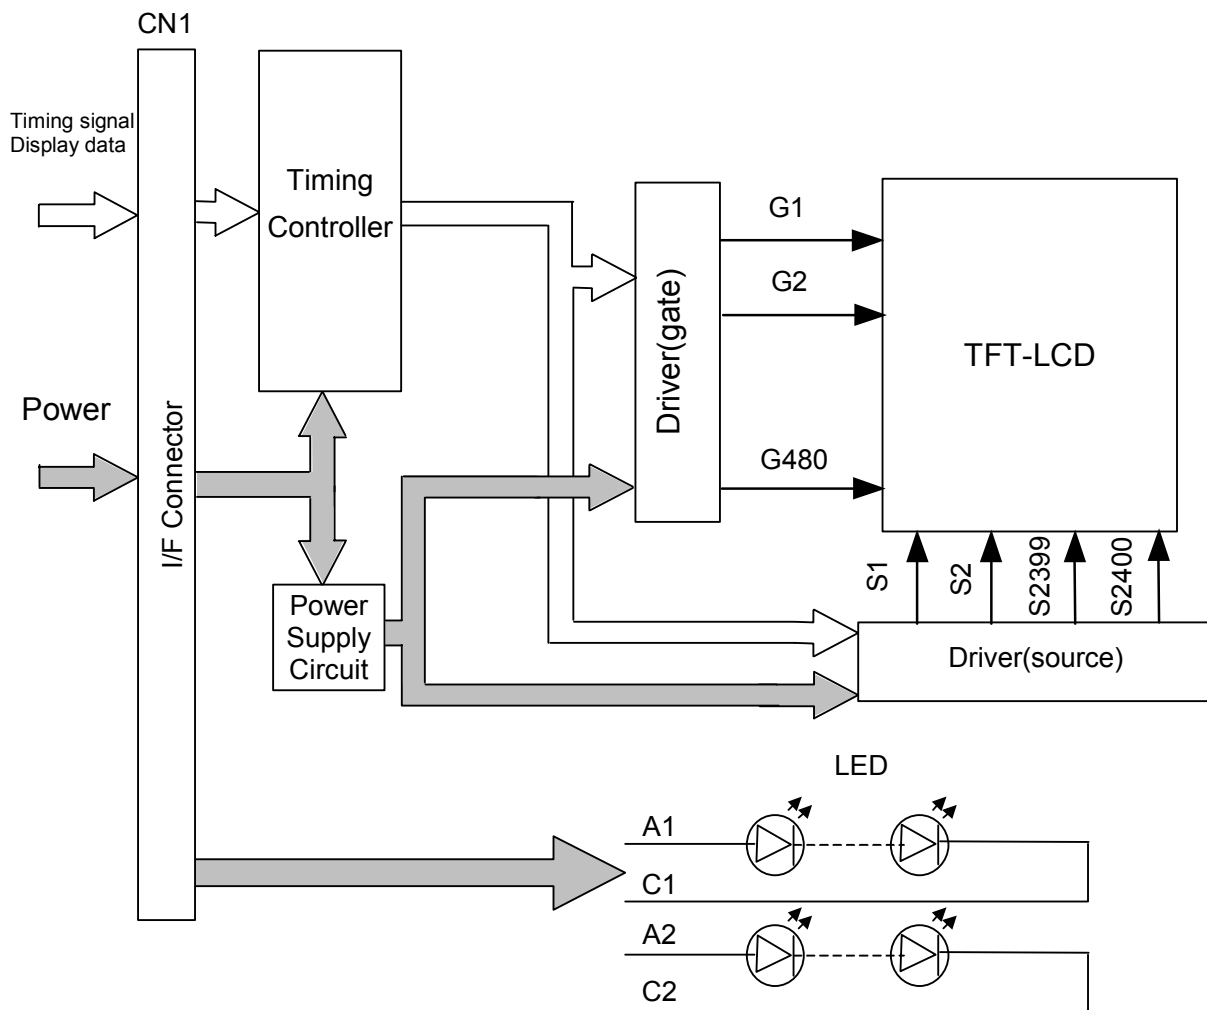 CN1
Timing signal
Display data
Timing
Controller
Power
I/F Connector
Driver(gate)
G1
G2
G480
TFT-LCD
S1
S2
S2399
S2400
Power
Supply
Circuit
Driver(source)
LED
A1
C1
A2
C2